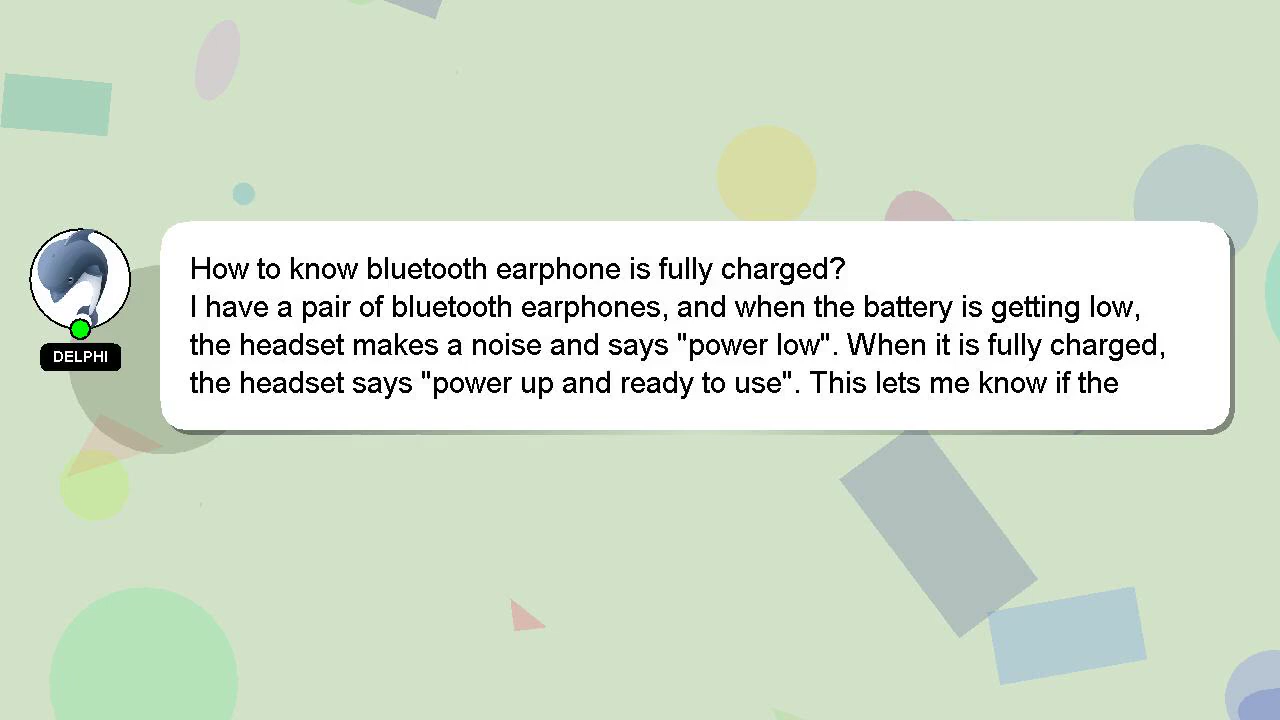 How to know bluetooth earphone is fully charged?
I have a pair of bluetooth earphones, and when the battery is getting low,
the headset makes a noise and says "power low". When it is fully charged,
the headset says "power up and ready to use". This lets me know if the
DELPHI